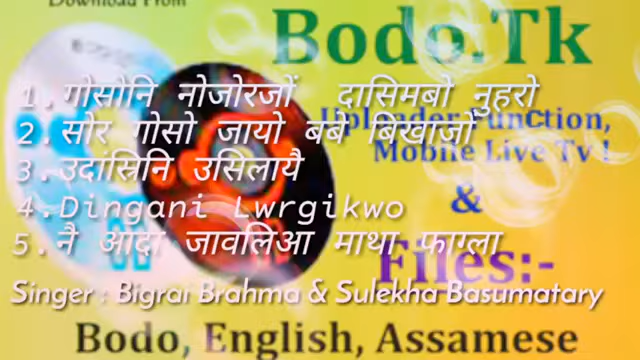 Download From
Bodo.Tk
1.गोसोनि नोजोरजों दासिमबो नुहरो
Uploader Function,
2.सोर गोसो जायो बबे बिखाजों
Mobile Live Tv !
3.उदांस्रिनि उसिलायै
&
4.Dingani Lwrgikwo
5.नै आदा जावलिआ माथा फाग्ला
Files:-
Singer : Bigrai Brahma & Sulekha Basumatary
Bodo, English, Assamese